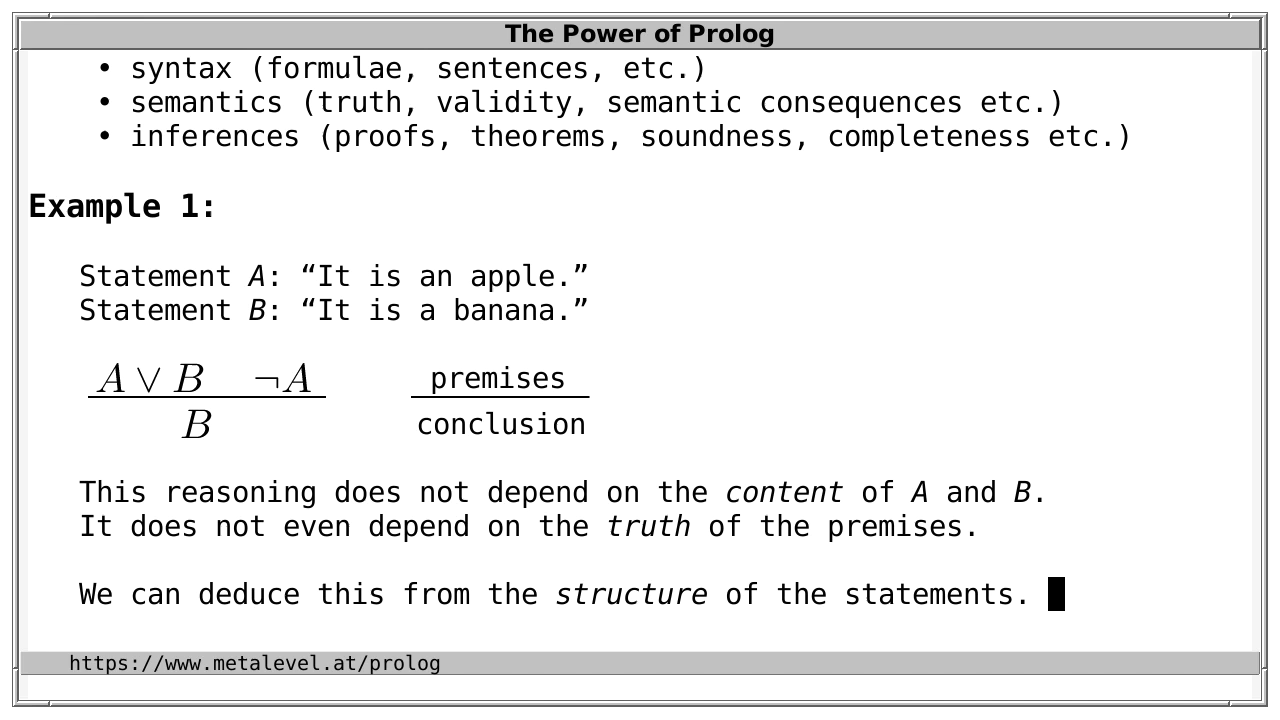 The Power of Prolog
• syntax (formulae, sentences, etc.)
• semantics (truth, validity, semantic consequences etc.)
• inferences (proofs, theorems, soundness, completeness etc.)
Example 1:
Statement A: “It is an apple.”
Statement B: “It is a banana.”
A ∨ B ¬A
B
premises
conclusion
This reasoning does not depend on the content of A and B.
It does not even depend on the truth of the premises.
We can deduce this from the structure of the statements.
https://www.metalevel.at/prolog